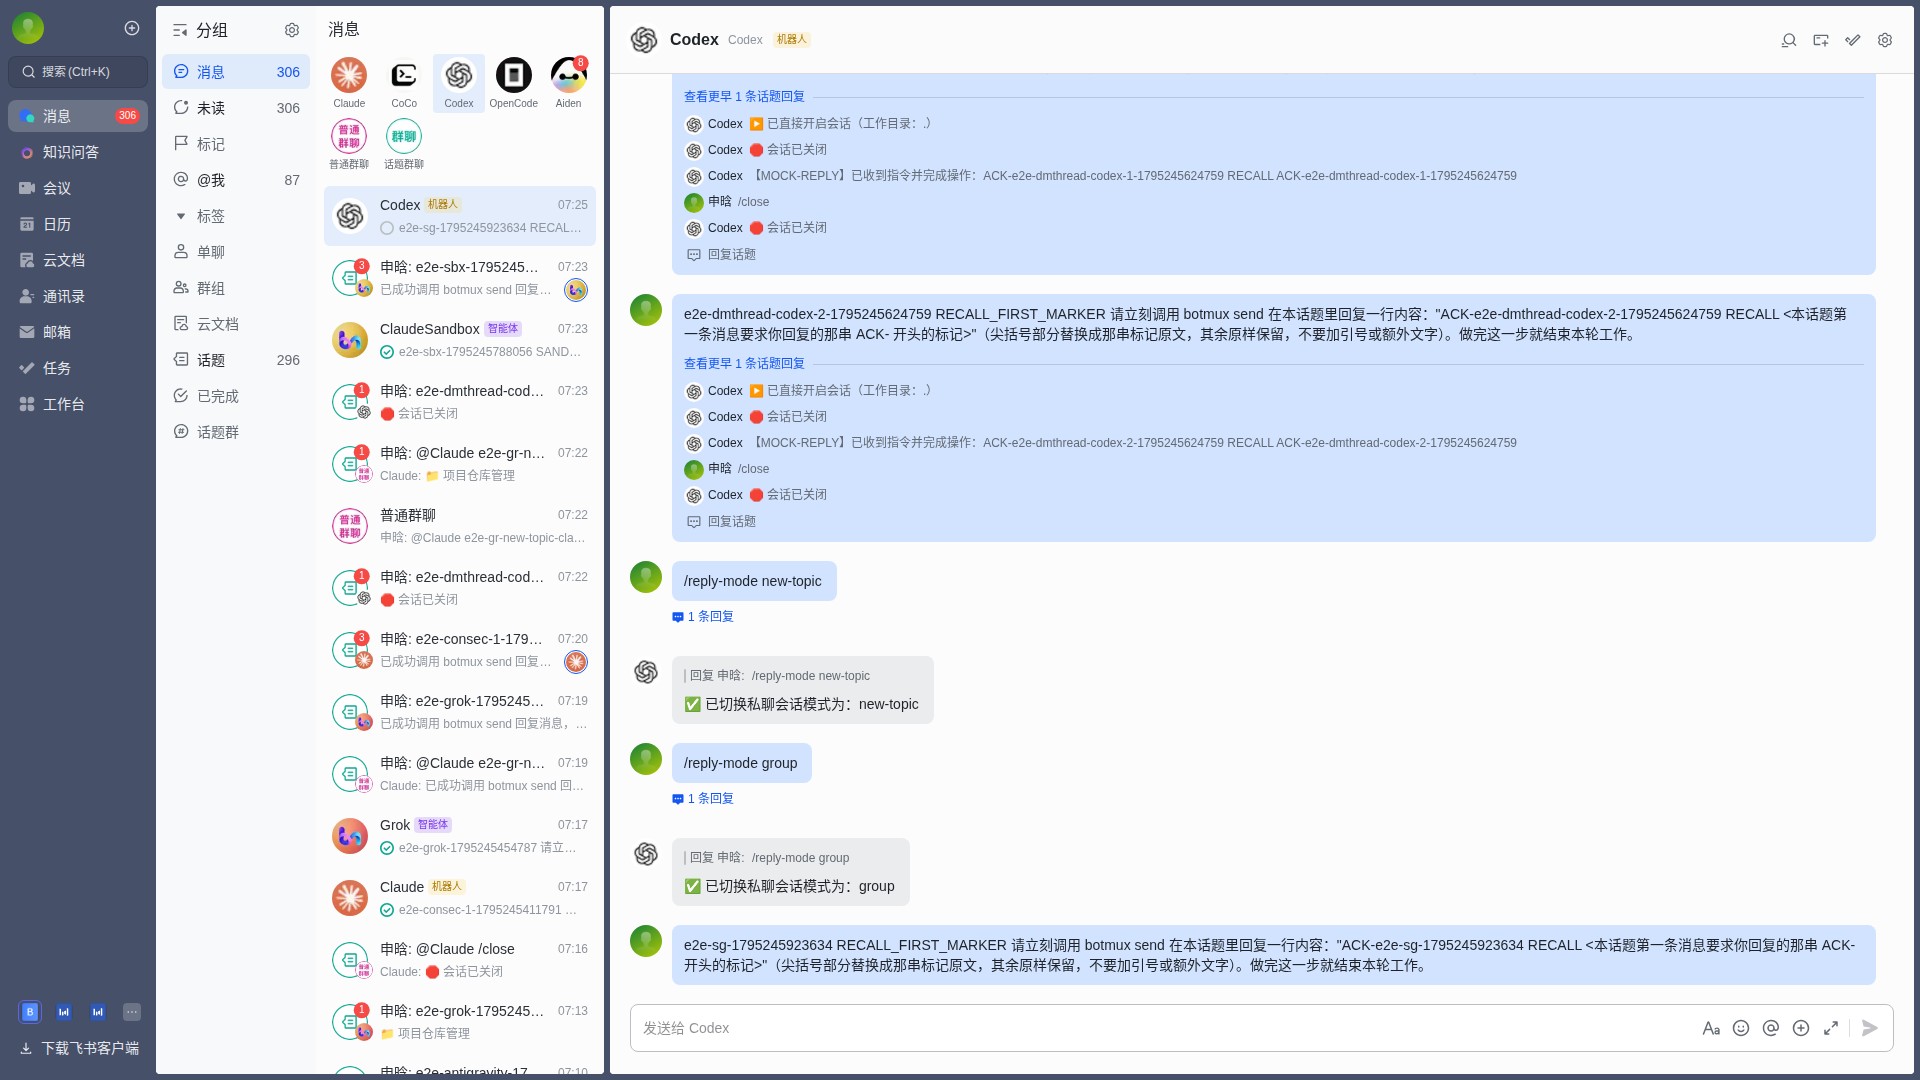 搜索 (Ctrl+K)
消息 306
知识问答
会议
日历
云文档
通讯录
邮箱
任务
工作台
下载飞书客户端
分组
消息 306
未读 306
标记
@我 87
标签
单聊
群组
云文档
话题 296
已完成
话题群
消息
8
Claude CoCo Codex OpenCode Aiden
普通群聊 群聊
普通群聊 话题群聊
Codex 机器人 07:25
e2e-sg-1795245923634 RECAL...
3 申晗: e2e-sbx-1795245... 07:23
已成功调用 botmux send 回复...
ClaudeSandbox 智能体 07:23
e2e-sbx-1795245788056 SAND...
1 申晗: e2e-dmthread-cod... 07:23
会话已关闭
1 申晗: @Claude e2e-gr-n... 07:22
Claude: 📁 项目仓库管理
普通群聊 普通群聊 07:22
申晗: @Claude e2e-gr-new-topic-cla...
1 申晗: e2e-dmthread-cod... 07:22
会话已关闭
3 申晗: e2e-consec-1-179... 07:20
已成功调用 botmux send 回复...
申晗: e2e-grok-1795245... 07:19
已成功调用 botmux send 回复消息，...
申晗: @Claude e2e-gr-n... 07:19
Claude: 已成功调用 botmux send 回...
Grok 智能体 07:17
e2e-grok-1795245454787 请立...
Claude 机器人 07:17
e2e-consec-1-1795245411791 ...
申晗: @Claude /close 07:16
Claude: 🛑 会话已关闭
1 申晗: e2e-grok-1795245... 07:13
📁 项目仓库管理
申晗: e2e-antigravity-17... 07:10
Codex Codex 机器人
查看更早 1 条话题回复
Codex ▶️ 已直接开启会话（工作目录：.）
Codex 🛑 会话已关闭
Codex 【MOCK-REPLY】已收到指令并完成操作：ACK-e2e-dmthread-codex-1-1795245624759 RECALL ACK-e2e-dmthread-codex-1-1795245624759
申晗 /close
Codex 🛑 会话已关闭
回复话题
e2e-dmthread-codex-2-1795245624759 RECALL_FIRST_MARKER 请立刻调用 botmux send 在本话题里回复一行内容："ACK-e2e-dmthread-codex-2-1795245624759 RECALL <本话题第
一条消息要求你回复的那串 ACK- 开头的标记>"（尖括号部分替换成那串标记原文，其余原样保留，不要加引号或额外文字）。做完这一步就结束本轮工作。
查看更早 1 条话题回复
Codex ▶️ 已直接开启会话（工作目录：.）
Codex 🛑 会话已关闭
Codex 【MOCK-REPLY】已收到指令并完成操作：ACK-e2e-dmthread-codex-2-1795245624759 RECALL ACK-e2e-dmthread-codex-2-1795245624759
申晗 /close
Codex 🛑 会话已关闭
回复话题
/reply-mode new-topic
1 条回复
回复 申晗：/reply-mode new-topic
✅ 已切换私聊会话模式为：new-topic
/reply-mode group
1 条回复
回复 申晗：/reply-mode group
✅ 已切换私聊会话模式为：group
e2e-sg-1795245923634 RECALL_FIRST_MARKER 请立刻调用 botmux send 在本话题里回复一行内容："ACK-e2e-sg-1795245923634 RECALL <本话题第一条消息要求你回复的那串 ACK-
开头的标记>"（尖括号部分替换成那串标记原文，其余原样保留，不要加引号或额外文字）。做完这一步就结束本轮工作。
发送给 Codex